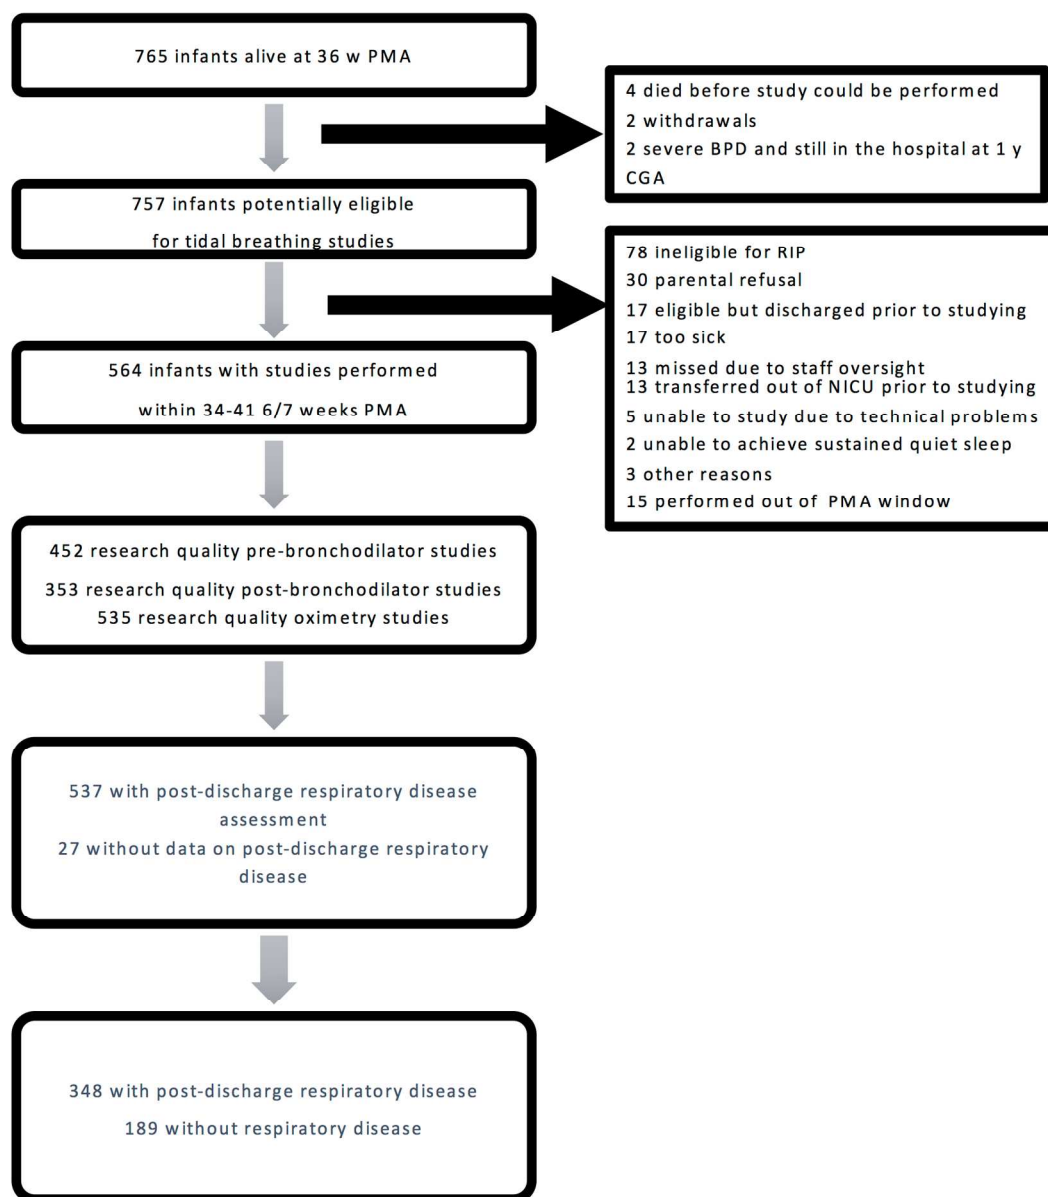 765 infants alive at 36 w PMA
4 died before study could be performed
2 withdrawals
2 severe BPD and still in the hospital at 1 y
CGA
757 infants potentially eligible
for tidal breathing studies
78 ineligible for RIP
30 parental refusal
17 eligible but discharged prior to studying
17 too sick
13 missed due to staff oversight
13 transferred out of NICU prior to studying
5 unable to study due to technical problems
2 unable to achieve sustained quiet sleep
3 other reasons
15 performed out of PMA window
564 infants with studies performed
within 34-41 6/7 weeks PMA
452 research quality pre-bronchodilator studies
353 research quality post-bronchodilator studies
535 research quality oximetry studies
537 with post-discharge respiratory disease
assessment
27 without data on post-discharge respiratory
disease
348 with post-discharge respiratory disease
189 without respiratory disease